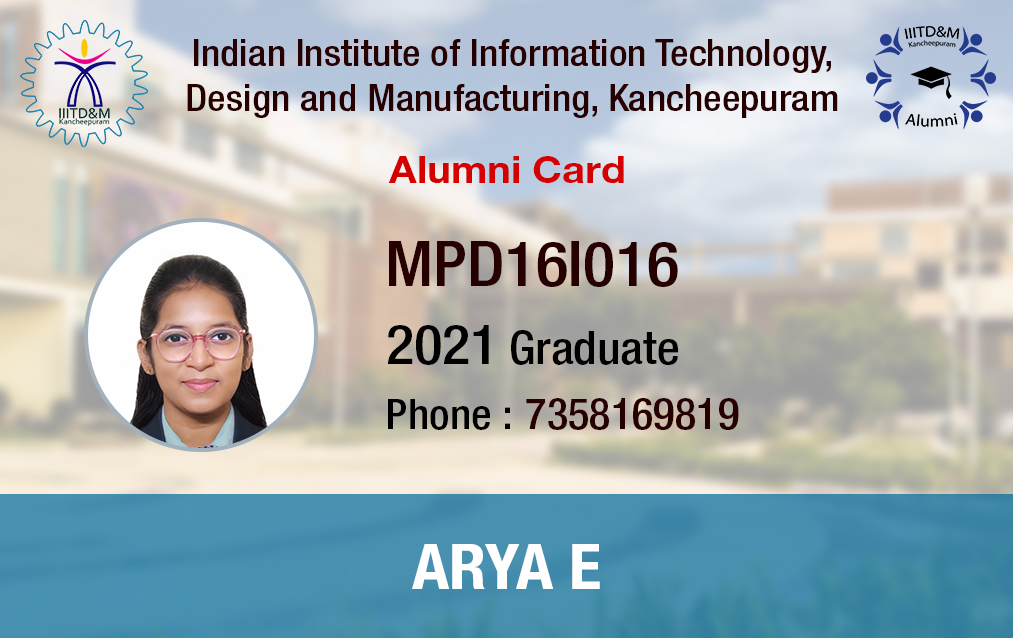 IIITD&M
Kancheepuram
Indian Institute of Information Technology,
Design and Manufacturing, Kancheepuram
IIITD&M
Kancheepuram
Alumni
Alumni Card
MPD16I016
2021 Graduate
Phone : 7358169819
ARYA E